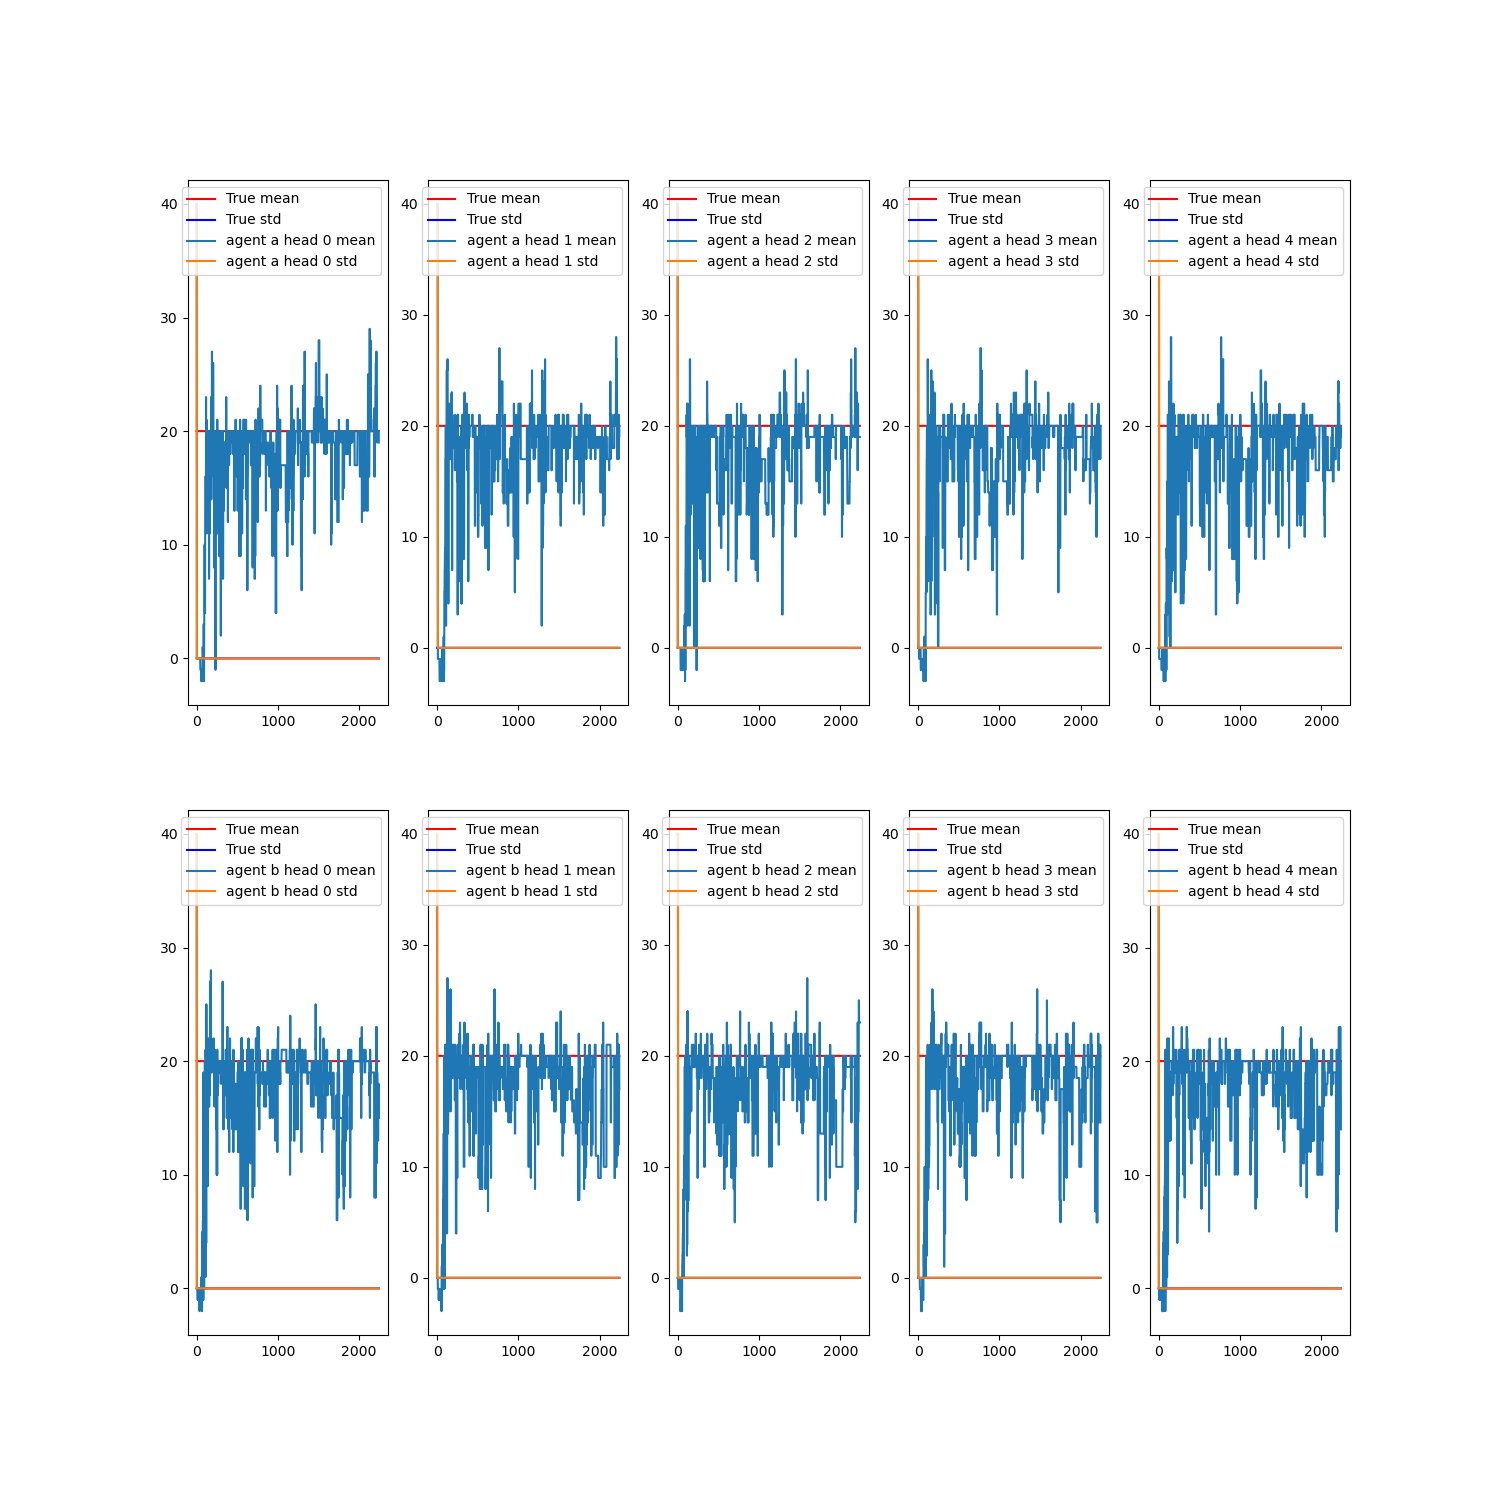 True mean
True std
agent a head 0 mean
agent a head 0 std
40
30
20
10
0
0 1000 2000
True mean
True std
agent a head 1 mean
agent a head 1 std
40
30
20
10
0
0 1000 2000
True mean
True std
agent a head 2 mean
agent a head 2 std
40
30
20
10
0
0 1000 2000
True mean
True std
agent a head 3 mean
agent a head 3 std
40
30
20
10
0
0 1000 2000
True mean
True std
agent a head 4 mean
agent a head 4 std
40
30
20
10
0
0 1000 2000
True mean
True std
agent b head 0 mean
agent b head 0 std
40
30
20
10
0
0 1000 2000
True mean
True std
agent b head 1 mean
agent b head 1 std
40
30
20
10
0
0 1000 2000
True mean
True std
agent b head 2 mean
agent b head 2 std
40
30
20
10
0
0 1000 2000
True mean
True std
agent b head 3 mean
agent b head 3 std
40
30
20
10
0
0 1000 2000
True mean
True std
agent b head 4 mean
agent b head 4 std
40
30
20
10
0
0 1000 2000